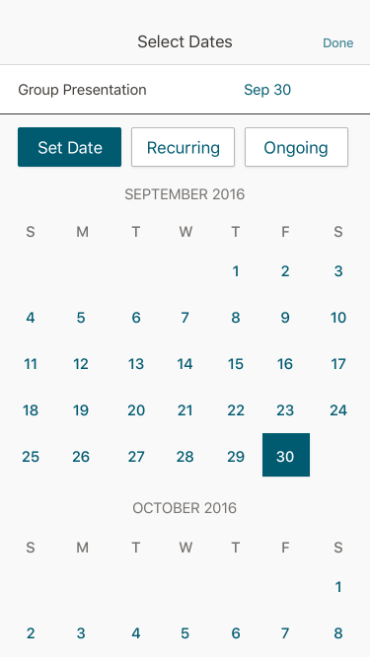 Select Dates Done
Group Presentation Sep 30
Set Date Recurring Ongoing
SEPTEMBER 2016
S M T W T F S
1 2 3
4 5 6 7 8 9 10
11 12 13 14 15 16 17
18 19 20 21 22 23 24
25 26 27 28 29 30
OCTOBER 2016
S M T W T F S
1
2 3 4 5 6 7 8